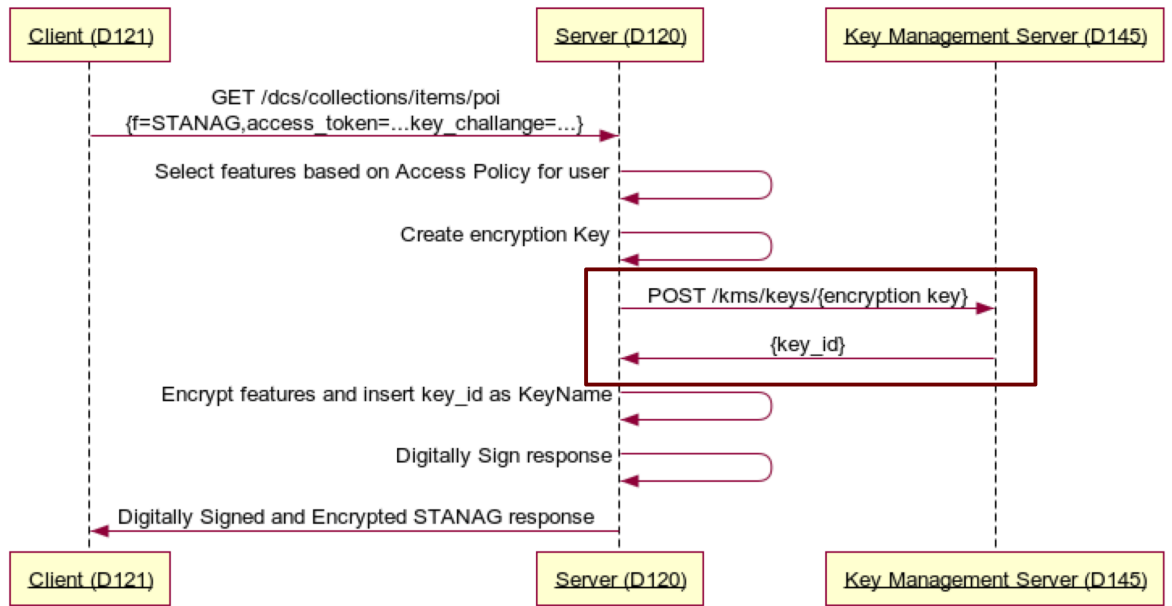 Client (D121)
Server (D120)
Key Management Server (D145)
GET /dcs/collections/items/poi
{f=STANAG,access_token=...key_challange=...}
Select features based on Access Policy for user
Create encryption Key
POST /kms/keys/{encryption key}
{key_id}
Encrypt features and insert key_id as KeyName
Digitally Sign response
Digitally Signed and Encrypted STANAG response
Client (D121)
Server (D120)
Key Management Server (D145)